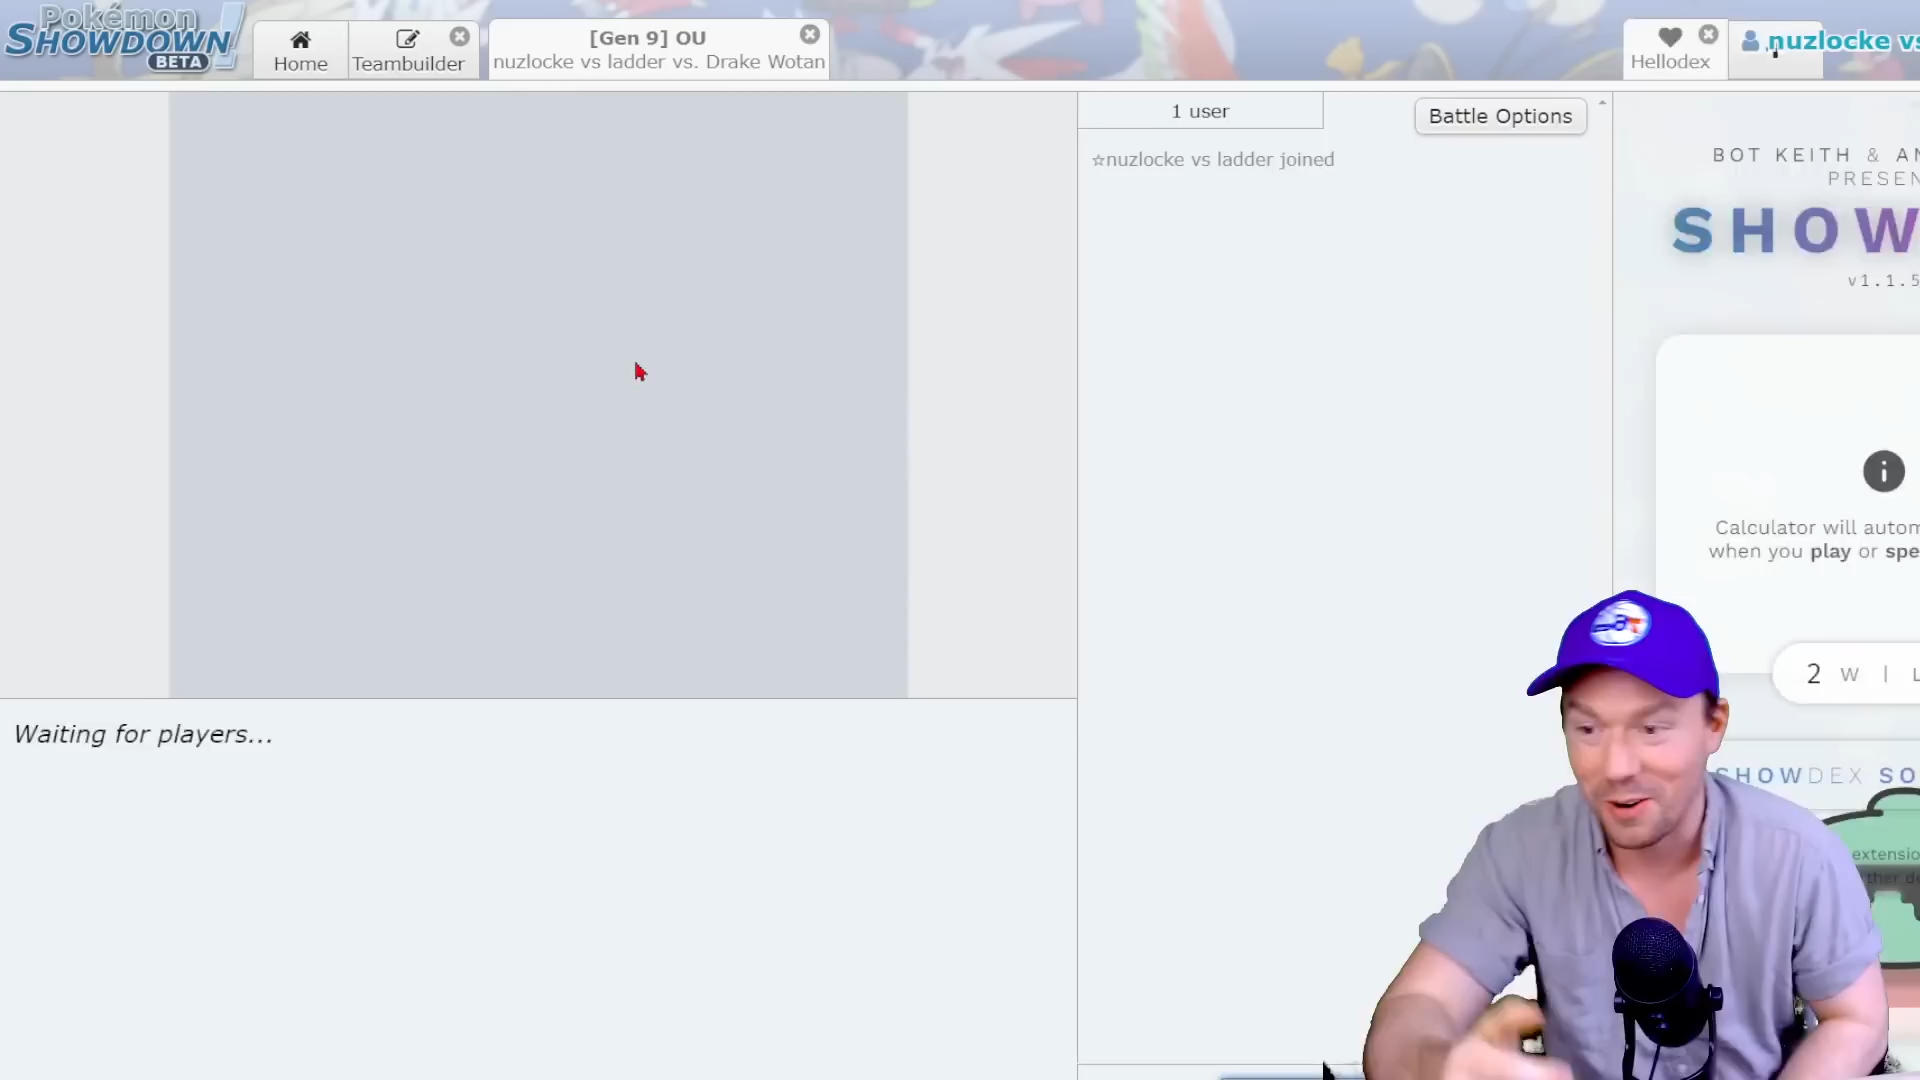 Pokémon
SHOWDOWN!
BETA
Home
Teambuilder
[Gen 9] OU
nuzlocke vs ladder vs. Drake Wotan
Hellodex
nuzlocke vs
1 user
Battle Options
☆nuzlocke vs ladder joined
Waiting for players...
BOT KEITH & AN
PRESEN
SHOW
v1.1.5
Calculator will autom
when you play or spe
2 W | L
SHOWDEX SO
extensio
ther de